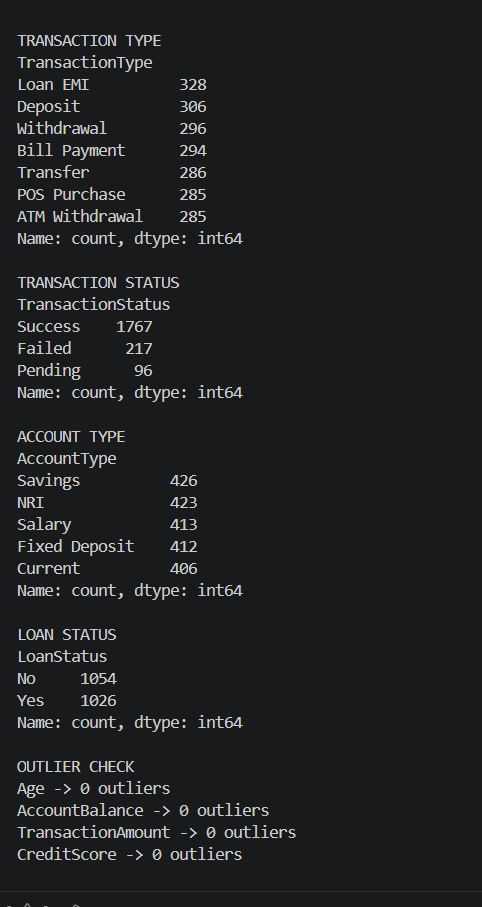 TRANSACTION TYPE
TransactionType
Loan EMI          328
Deposit           306
Withdrawal        296
Bill Payment      294
Transfer          286
POS Purchase      285
ATM Withdrawal    285
Name: count, dtype: int64
TRANSACTION STATUS
TransactionStatus
Success    1767
Failed      217
Pending      96
Name: count, dtype: int64
ACCOUNT TYPE
AccountType
Savings          426
NRI              423
Salary           413
Fixed Deposit    412
Current          406
Name: count, dtype: int64
LOAN STATUS
LoanStatus
No     1054
Yes    1026
Name: count, dtype: int64
OUTLIER CHECK
Age -> 0 outliers
AccountBalance -> 0 outliers
TransactionAmount -> 0 outliers
CreditScore -> 0 outliers